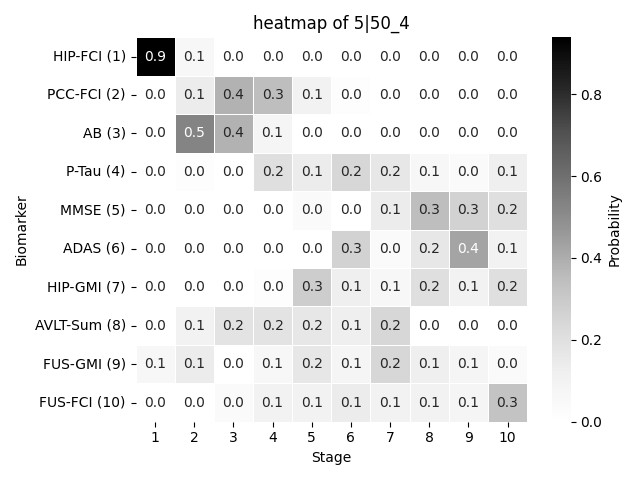 heatmap of 5|50_4
HIP-FCI (1) 0.9 0.1 0.0 0.0 0.0 0.0 0.0 0.0 0.0 0.0
PCC-FCI (2) 0.0 0.1 0.4 0.3 0.1 0.0 0.0 0.0 0.0 0.0
AB (3) 0.0 0.5 0.4 0.1 0.0 0.0 0.0 0.0 0.0 0.0
P-Tau (4) 0.0 0.0 0.0 0.2 0.1 0.2 0.2 0.1 0.0 0.1
MMSE (5) 0.0 0.0 0.0 0.0 0.0 0.0 0.1 0.3 0.3 0.2
ADAS (6) 0.0 0.0 0.0 0.0 0.0 0.3 0.0 0.2 0.4 0.1
HIP-GMI (7) 0.0 0.0 0.0 0.0 0.3 0.1 0.1 0.2 0.1 0.2
AVLT-Sum (8) 0.0 0.1 0.2 0.2 0.2 0.1 0.2 0.0 0.0 0.0
FUS-GMI (9) 0.1 0.1 0.0 0.1 0.2 0.1 0.2 0.1 0.1 0.0
FUS-FCI (10) 0.0 0.0 0.0 0.1 0.1 0.1 0.1 0.1 0.1 0.3
1 2 3 4 5 6 7 8 9 10
Stage
Biomarker
0.8
0.6
0.4
0.2
0.0
Probability